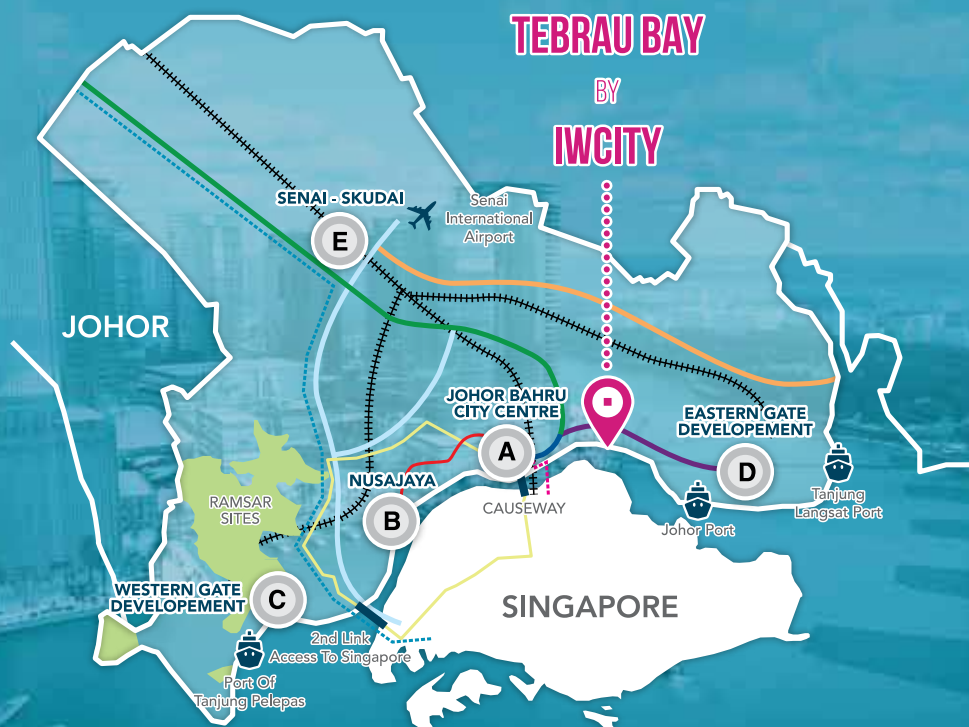 TEBRAU BAY
BY
IWCITY
SENAI - SKUDAI
E
Senai
International
Airport
JOHOR
JOHOR BAHRU
CITY CENTRE
A
EASTERN GATE
DEVELOPEMENT
D
NUSAJAYA
B
RAMSAR
SITES
CAUSEWAY
Johor Port
Tanjung
Langsat Port
WESTERN GATE
DEVELOPEMENT
C
SINGAPORE
2nd Link
Access To Singapore
Port Of
Tanjung Pelepas